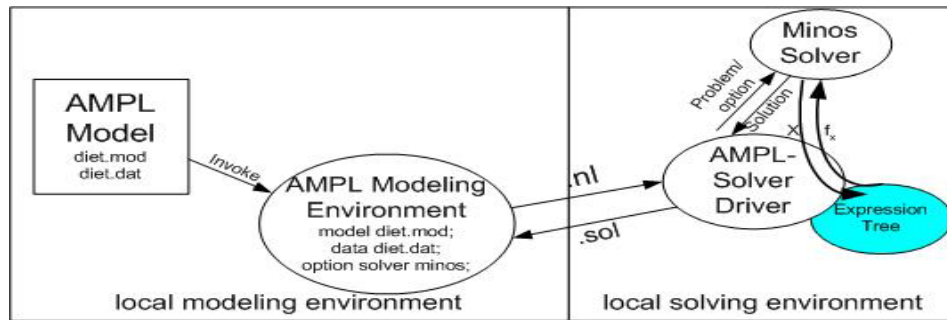 AMPL
Model
diet.mod
diet.dat
Invoke
AMPL Modeling
Environment
model diet.mod;
data diet.dat;
option solver minos;
.nl
.sol
local modeling environment
Minos
Solver
Problem/
option
Solution
X
fₓ
AMPL-
Solver
Driver
Expression
Tree
local solving environment